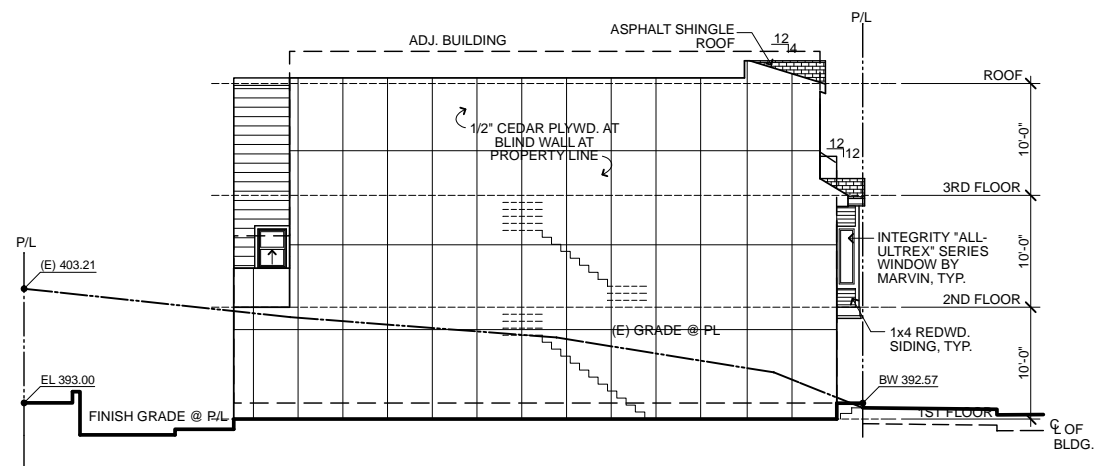 P/L
ASPHALT SHINGLE
ROOF
12
4
ADJ. BUILDING
ROOF
1/2" CEDAR PLYWD. AT
BLIND WALL AT
PROPERTY LINE
12
12
10'-0"
3RD FLOOR
P/L
(E) 403.21
INTEGRITY "ALL-
ULTREX" SERIES
WINDOW BY
MARVIN, TYP.
10'-0"
2ND FLOOR
(E) GRADE @ PL
1x4 REDWD.
SIDING, TYP.
10'-0"
EL 393.00
BW 392.57
FINISH GRADE @ P/L
1ST FLOOR
℄ OF
BLDG.